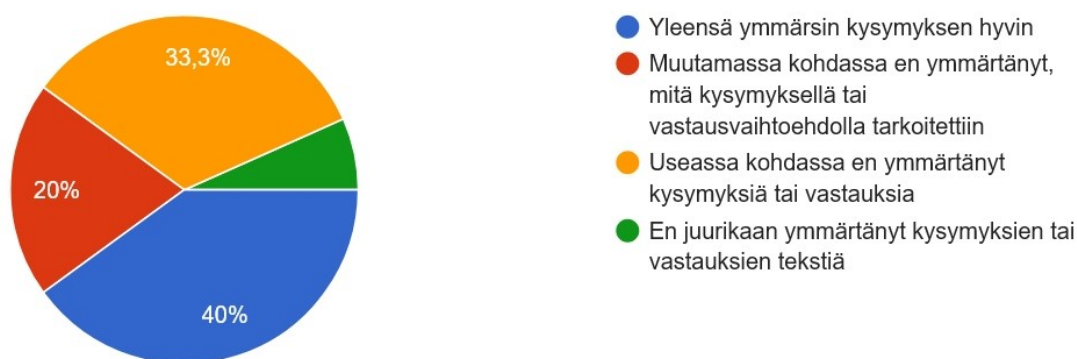 33,3%
20%
40%
Yleensä ymmärsin kysymyksen hyvin
Muutamassa kohdassa en ymmärtänyt,
mitä kysymyksellä tai
vastausvaihtoehdolla tarkoitettiin
Useassa kohdassa en ymmärtänyt
kysymyksiä tai vastauksia
En juurikaan ymmärtänyt kysymyksien tai
vastauksien tekstiä